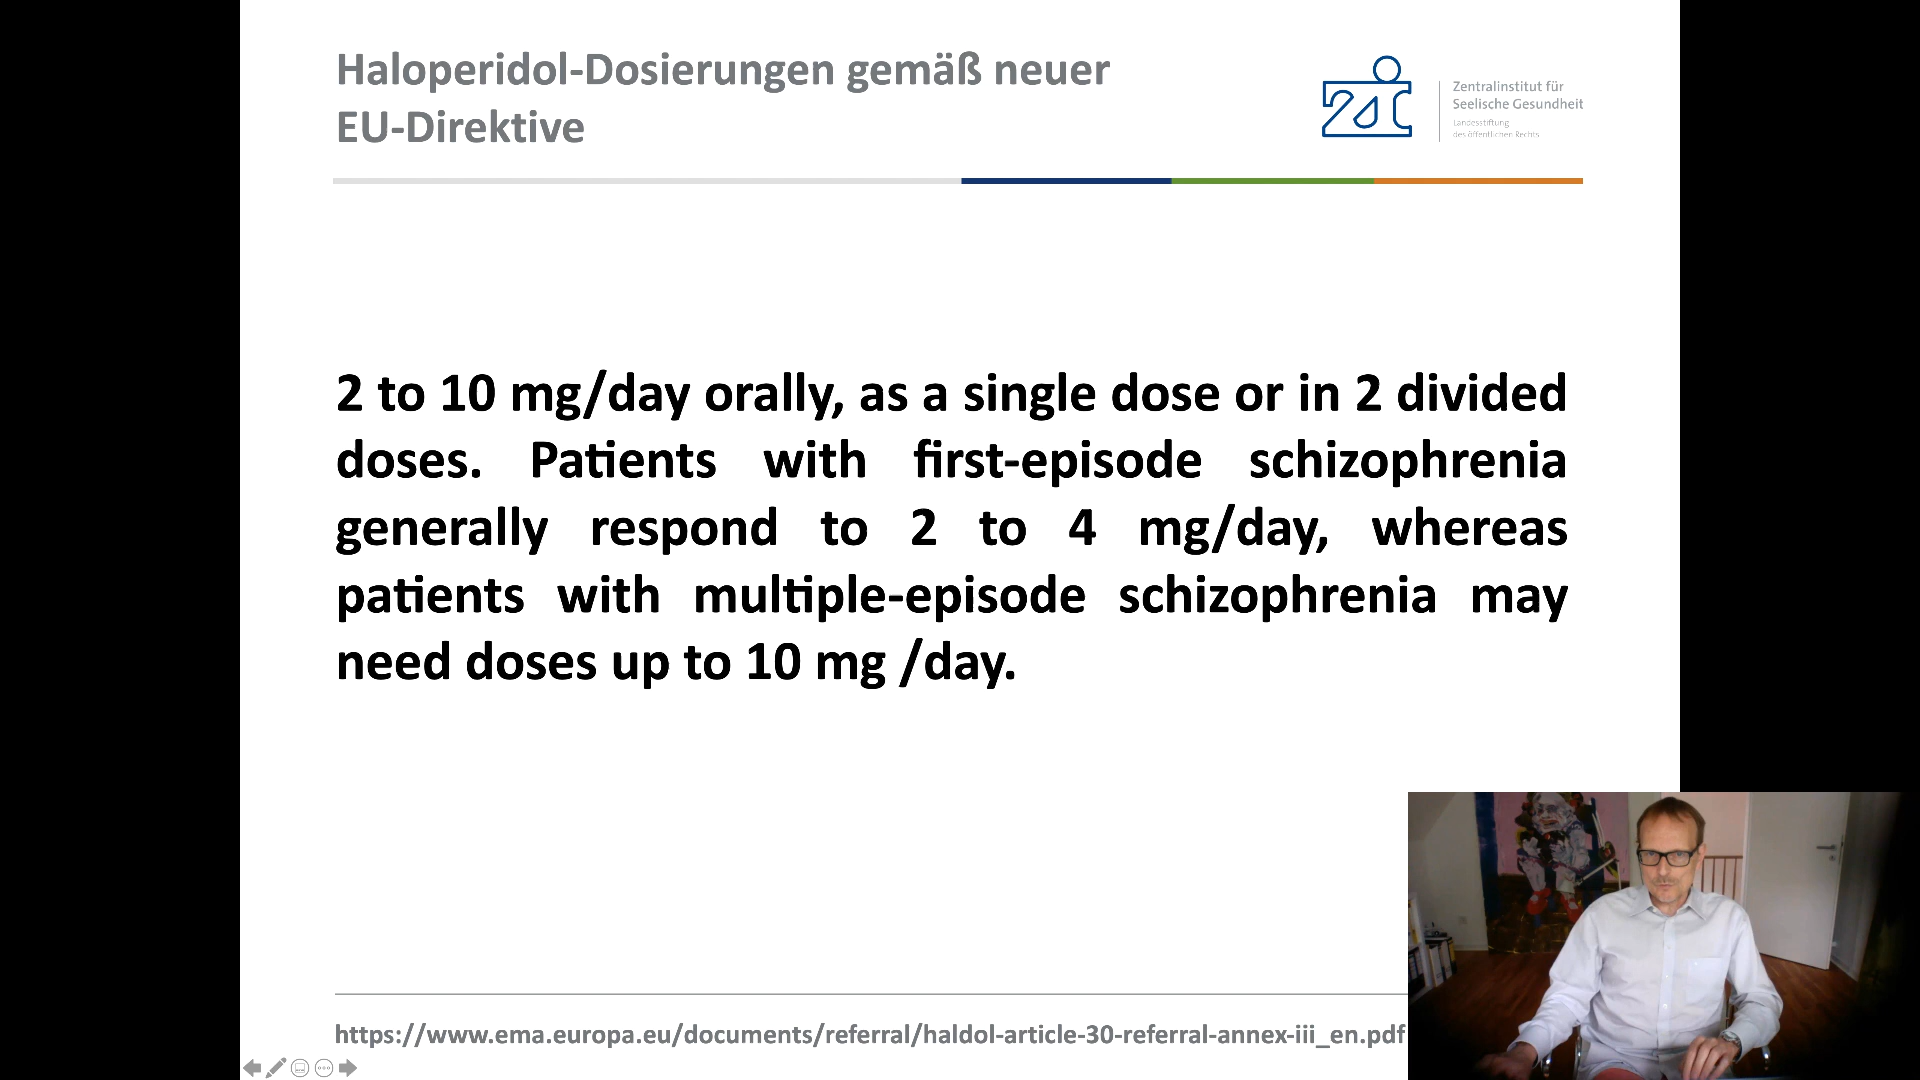 Haloperidol-Dosierungen gemäß neuer
EU-Direktive
zi
Zentralinstitut für
Seelische Gesundheit
Landesstiftung
des öffentlichen Rechts
2 to 10 mg/day orally, as a single dose or in 2 divided
doses. Patients with first-episode schizophrenia
generally respond to 2 to 4 mg/day, whereas
patients with multiple-episode schizophrenia may
need doses up to 10 mg /day.
https://www.ema.europa.eu/documents/referral/haldol-article-30-referral-annex-iii_en.pdf